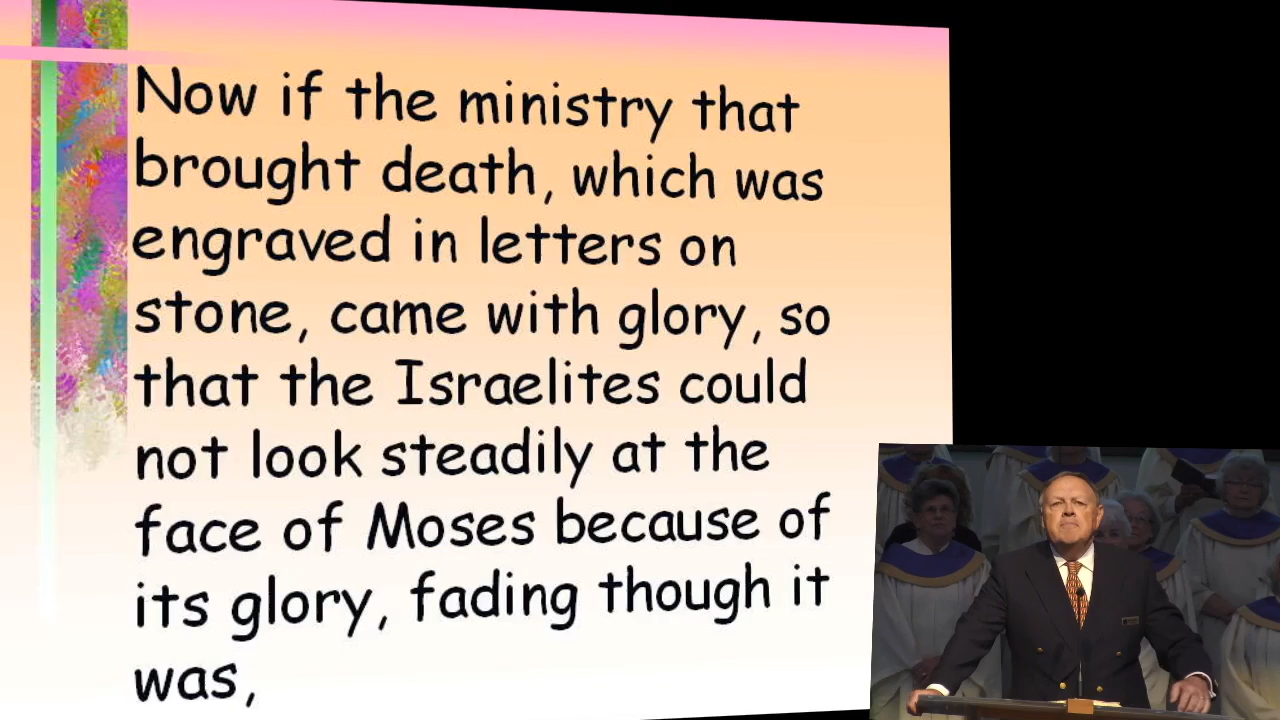 Now if the ministry that
brought death, which was
engraved in letters on
stone, came with glory, so
that the Israelites could
not look steadily at the
face of Moses because of
its glory, fading though it
was,